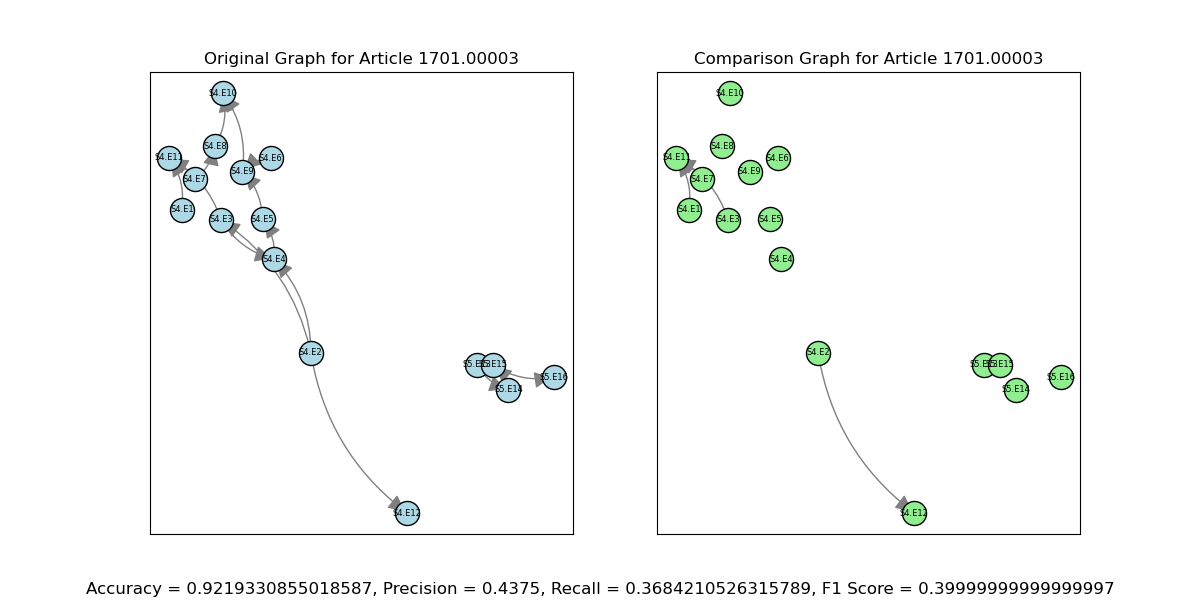 Original Graph for Article 1701.00003
Comparison Graph for Article 1701.00003
S4.E10
S4.E8
S4.E11
S4.E6
S4.E9
S4.E7
S4.E1
S4.E3
S4.E5
S4.E4
S4.E2
S5.E15
S5.E16
S5.E14
S4.E12
S4.E10
S4.E8
S4.E11
S4.E6
S4.E9
S4.E7
S4.E1
S4.E3
S4.E5
S4.E4
S4.E2
S5.E15
S5.E16
S5.E14
S4.E12
Accuracy = 0.9219330855018587, Precision = 0.4375, Recall = 0.3684210526315789, F1 Score = 0.39999999999999997